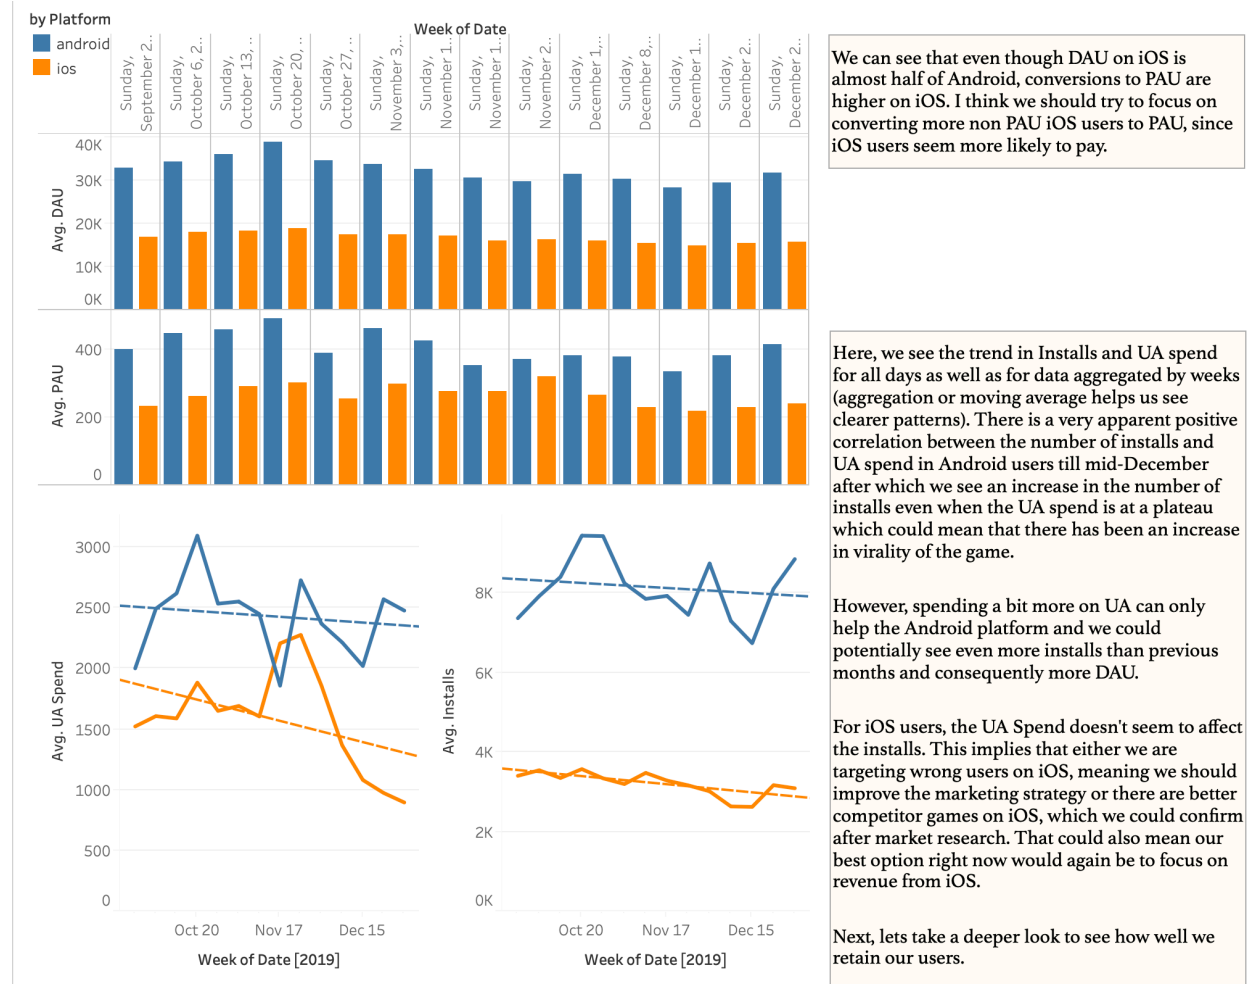 by Platform
android
ios
Week of Date
Sunday,
September 2..
Sunday,
October 6, 2..
Sunday,
October 13, ..
Sunday,
October 20, ..
Sunday,
October 27, ..
Sunday,
November 3,..
Sunday,
November 1..
Sunday,
November 1..
Sunday,
November 2..
Sunday,
December 1,..
Sunday,
December 8,..
Sunday,
December 1..
Sunday,
December 2..
Sunday,
December 2..
Avg. DAU
40K
30K
20K
10K
0K
Avg. PAU
400
200
0
Avg. UA Spend
3000
2500
2000
1500
1000
500
0
Oct 20
Nov 17
Dec 15
Week of Date [2019]
Avg. Installs
8K
6K
4K
2K
0K
Oct 20
Nov 17
Dec 15
Week of Date [2019]
We can see that even though DAU on iOS is
almost half of Android, conversions to PAU are
higher on iOS. I think we should try to focus on
converting more non PAU iOS users to PAU, since
iOS users seem more likely to pay.
Here, we see the trend in Installs and UA spend
for all days as well as for data aggregated by weeks
(aggregation or moving average helps us see
clearer patterns). There is a very apparent positive
correlation between the number of installs and
UA spend in Android users till mid-December
after which we see an increase in the number of
installs even when the UA spend is at a plateau
which could mean that there has been an increase
in virality of the game.
However, spending a bit more on UA can only
help the Android platform and we could
potentially see even more installs than previous
months and consequently more DAU.
For iOS users, the UA Spend doesn't seem to affect
the installs. This implies that either we are
targeting wrong users on iOS, meaning we should
improve the marketing strategy or there are better
competitor games on iOS, which we could confirm
after market research. That could also mean our
best option right now would again be to focus on
revenue from iOS.
Next, lets take a deeper look to see how well we
retain our users.